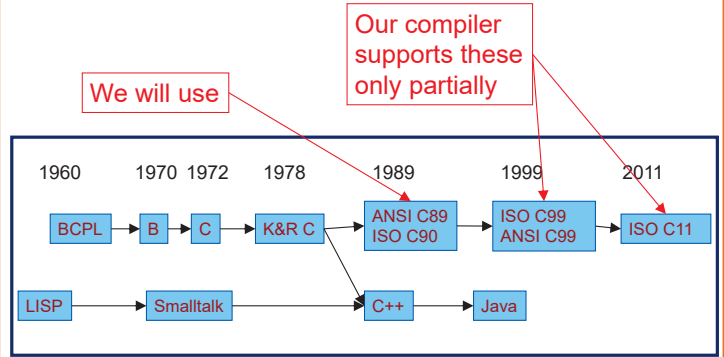 Our compiler
supports these
only partially
We will use
1960 1970 1972 1978 1989 1999 2011
BCPL B C K&R C ANSI C89 ISO C99 ISO C11
ISO C90 ANSI C99
LISP Smalltalk C++ Java